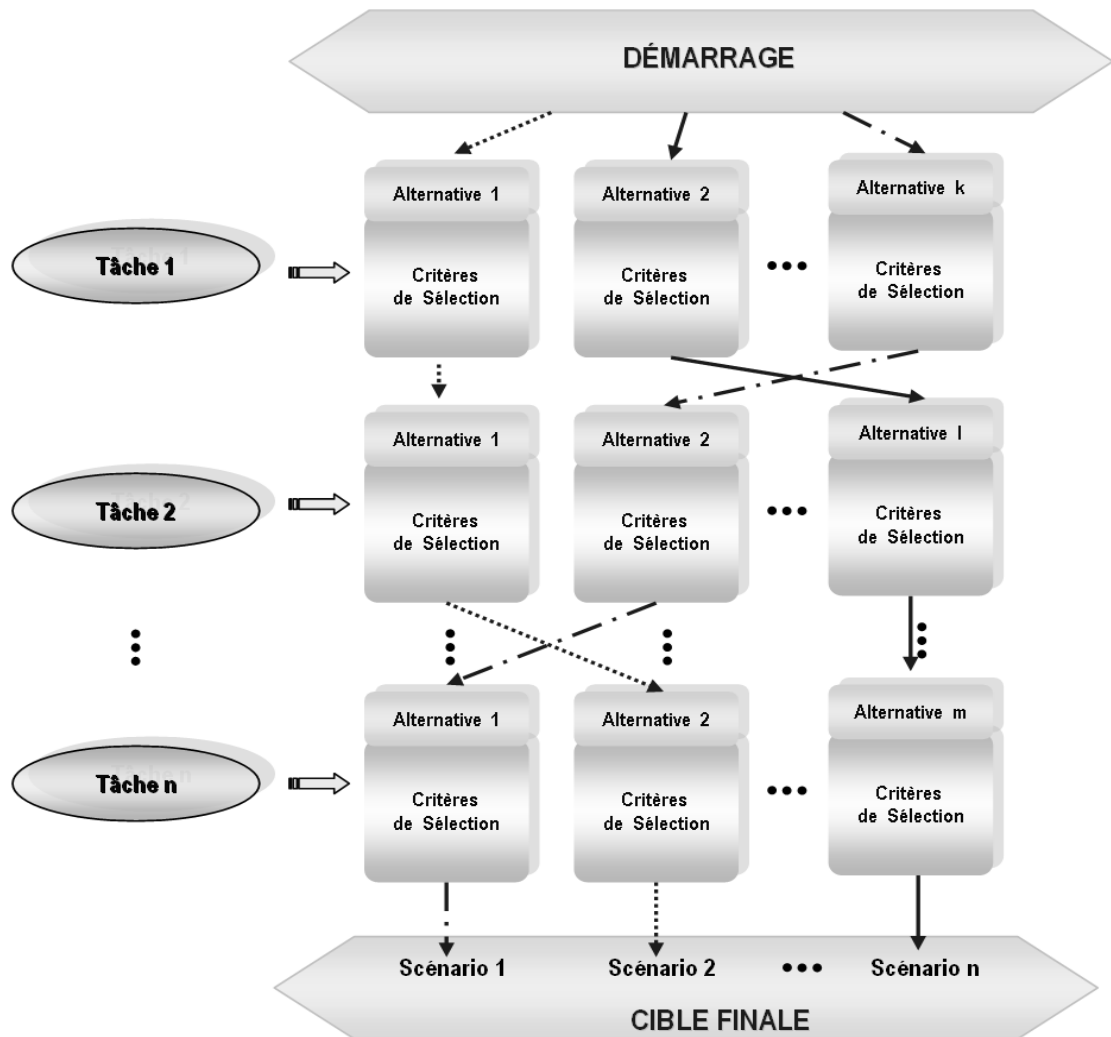 DÉMARRAGE
Alternative 1
Alternative 2
Alternative k
Tâche 1
Critères
de Sélection
Critères
de Sélection
Critères
de Sélection
Alternative 1
Alternative 2
Alternative l
Tâche 2
Critères
de Sélection
Critères
de Sélection
Critères
de Sélection
Alternative 1
Alternative 2
Alternative m
Tâche n
Critères
de Sélection
Critères
de Sélection
Critères
de Sélection
Scénario 1
Scénario 2
Scénario n
CIBLE FINALE